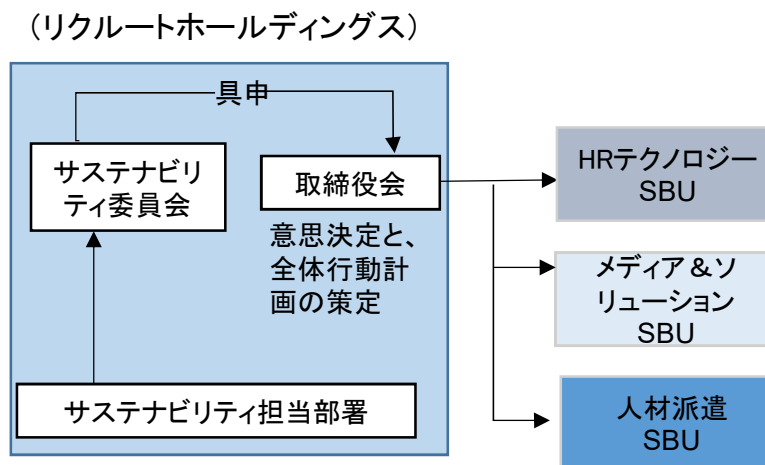 （リクルートホールディングス）
具申
サステナビリ
ティ委員会
取締役会
意思決定と、
全体行動計
画の策定
サステナビリティ担当部署
HRテクノロジー
SBU
メディア＆ソ
リューション
SBU
人材派遣
SBU